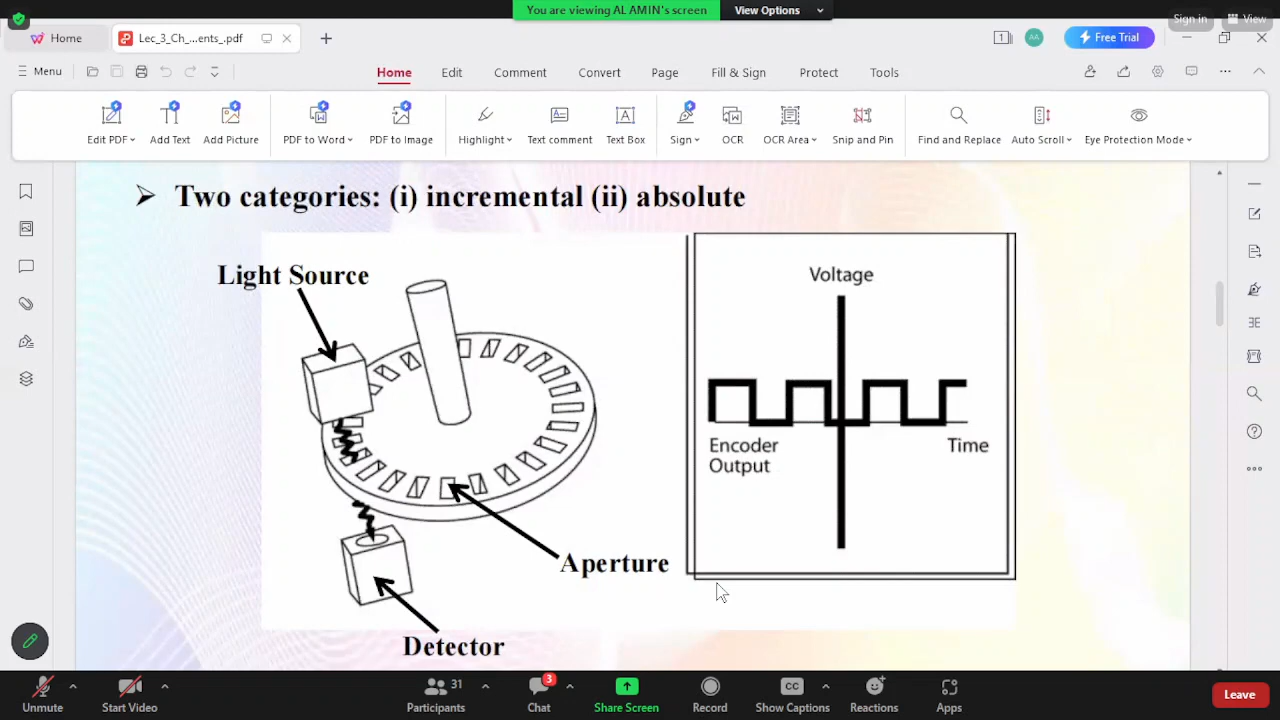 You are viewing AL AMIN's screen
View Options
Sign in
View
Home
Lec_3_Ch_...ents_.pdf
1
AA
Free Trial
Menu
Home
Edit
Comment
Convert
Page
Fill & Sign
Protect
Tools
Edit PDF
Add Text
Add Picture
PDF to Word
PDF to Image
Highlight
Text comment
Text Box
Sign
OCR
OCR Area
Snip and Pin
Find and Replace
Auto Scroll
Eye Protection Mode
Two categories: (i) incremental (ii) absolute
Light Source
Aperture
Detector
Voltage
Encoder
Output
Time
Unmute
Start Video
Participants
31
Chat
3
Share Screen
Record
CC
Show Captions
Reactions
Apps
Leave